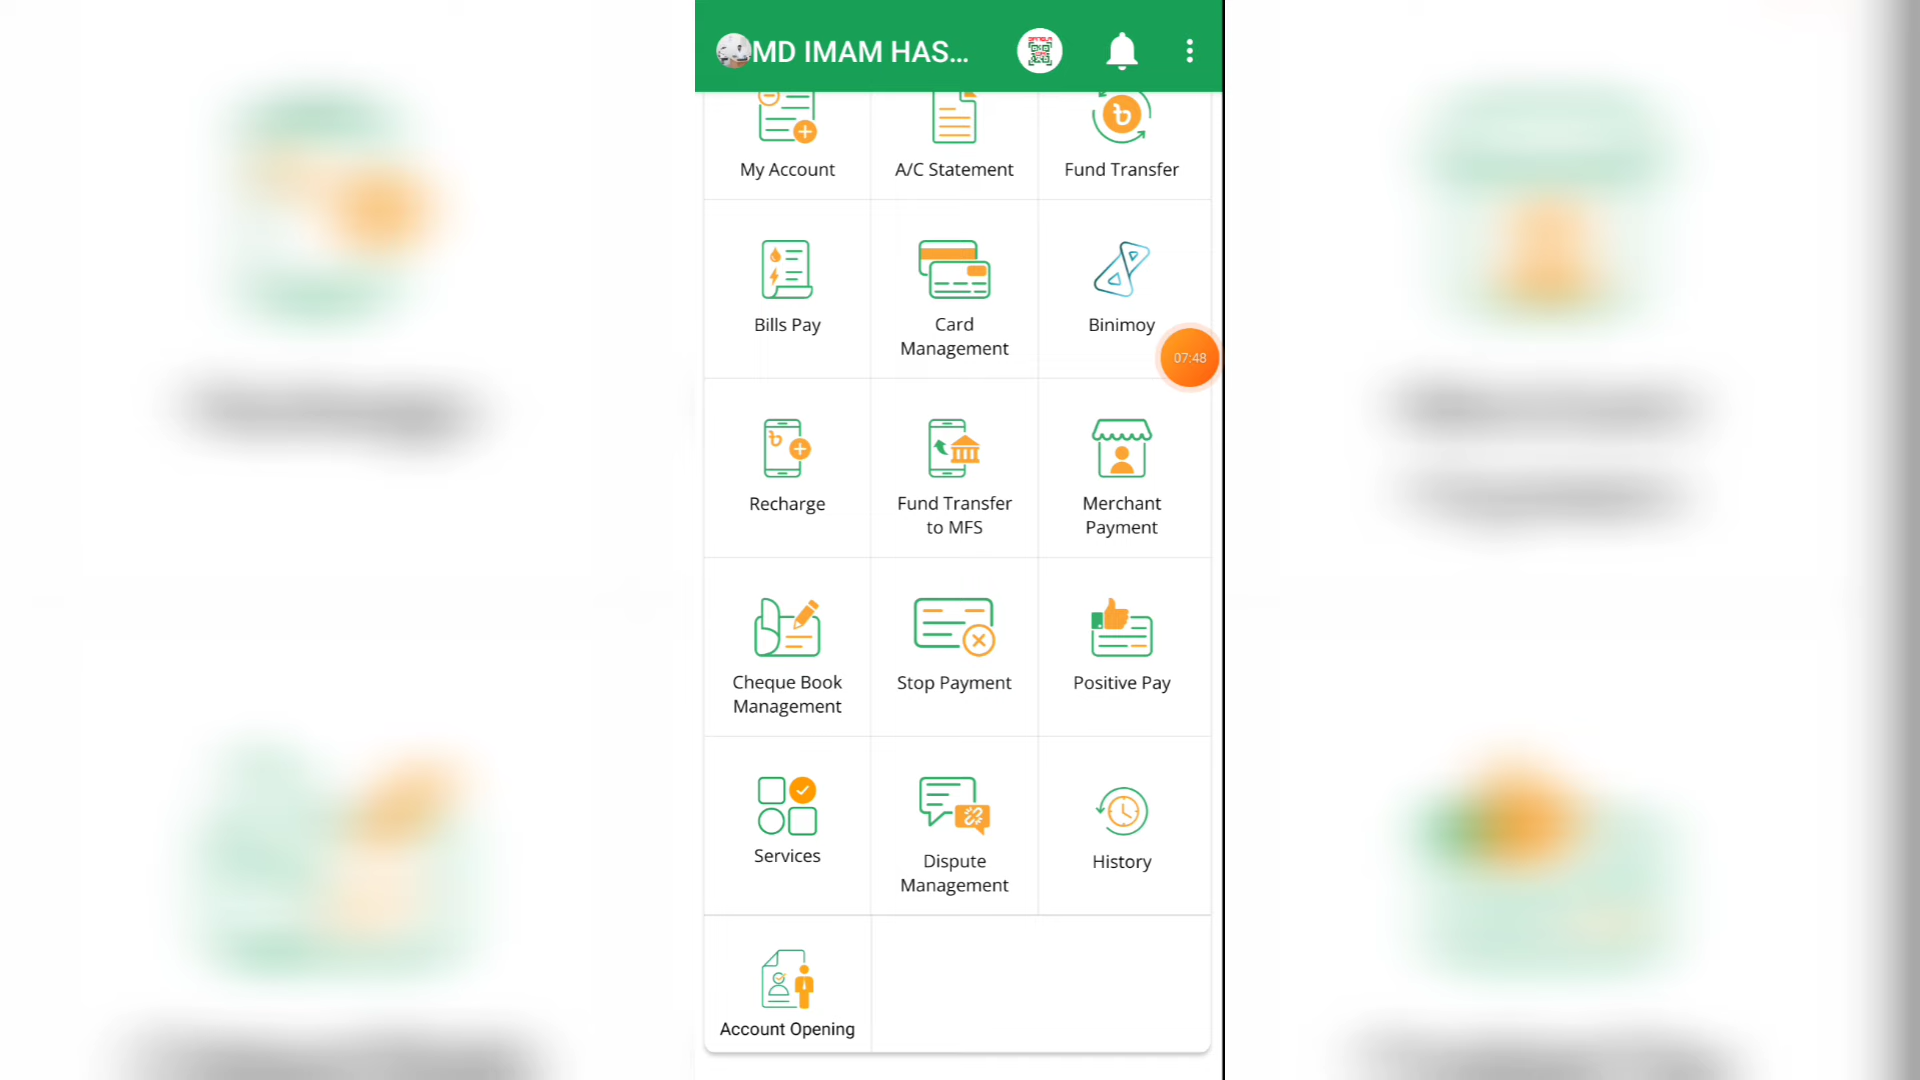 MD IMAM HAS...
My Account
A/C Statement
Fund Transfer
Bills Pay
Card
Management
Binimoy
07:48
Recharge
Fund Transfer
to MFS
Merchant
Payment
Cheque Book
Management
Stop Payment
Positive Pay
Services
Dispute
Management
History
Account Opening